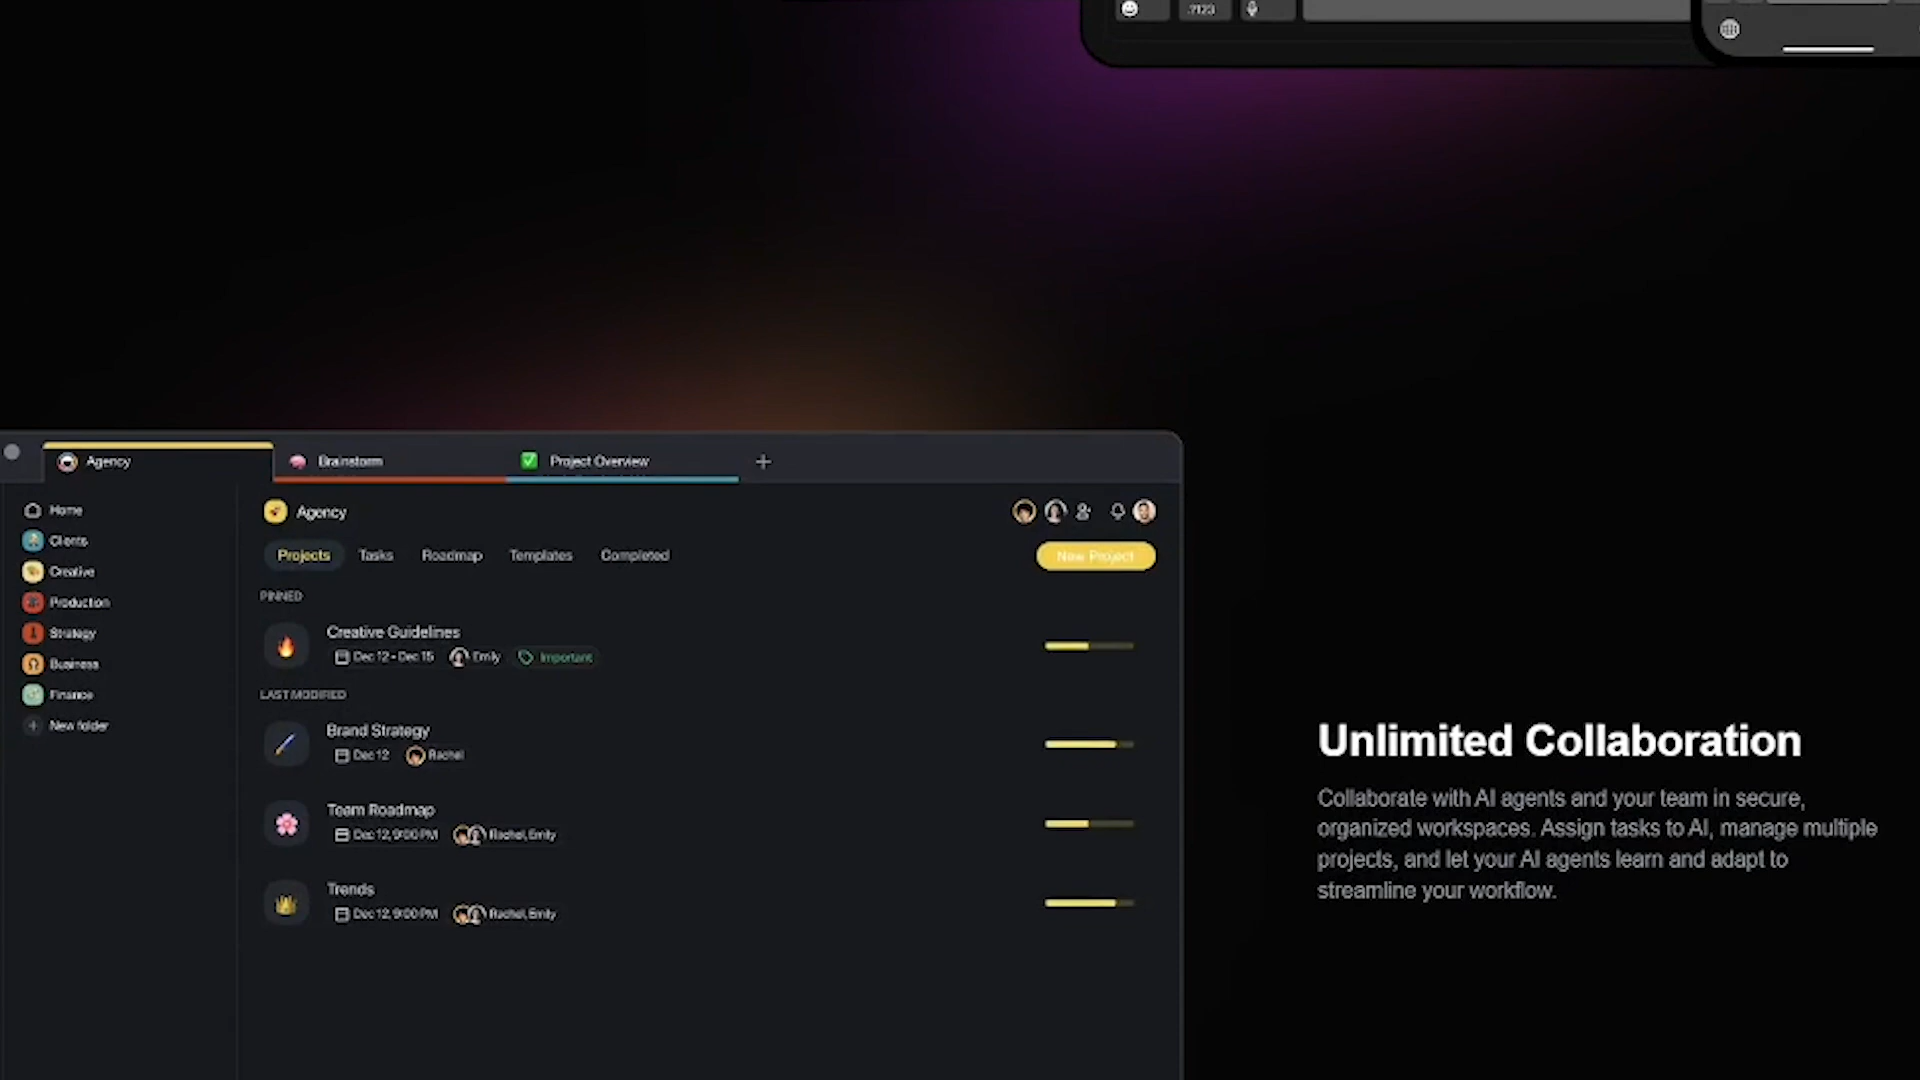 .?123
Agency
Brainstorm
Project Overview
Home
Clients
Creative
Production
Strategy
Business
Finance
New folder
Agency
Projects
Tasks
Roadmap
Templates
Completed
New Project
PINNED
Creative Guidelines
Dec 12 - Dec 15
Emily
Important
LAST MODIFIED
Brand Strategy
Dec 12
Rachel
Team Roadmap
Dec 12, 9:00 PM
Rachel, Emily
Trends
Dec 12, 9:00 PM
Rachel, Emily
Unlimited Collaboration
Collaborate with AI agents and your team in secure,
organized workspaces. Assign tasks to AI, manage multiple
projects, and let your AI agents learn and adapt to
streamline your workflow.